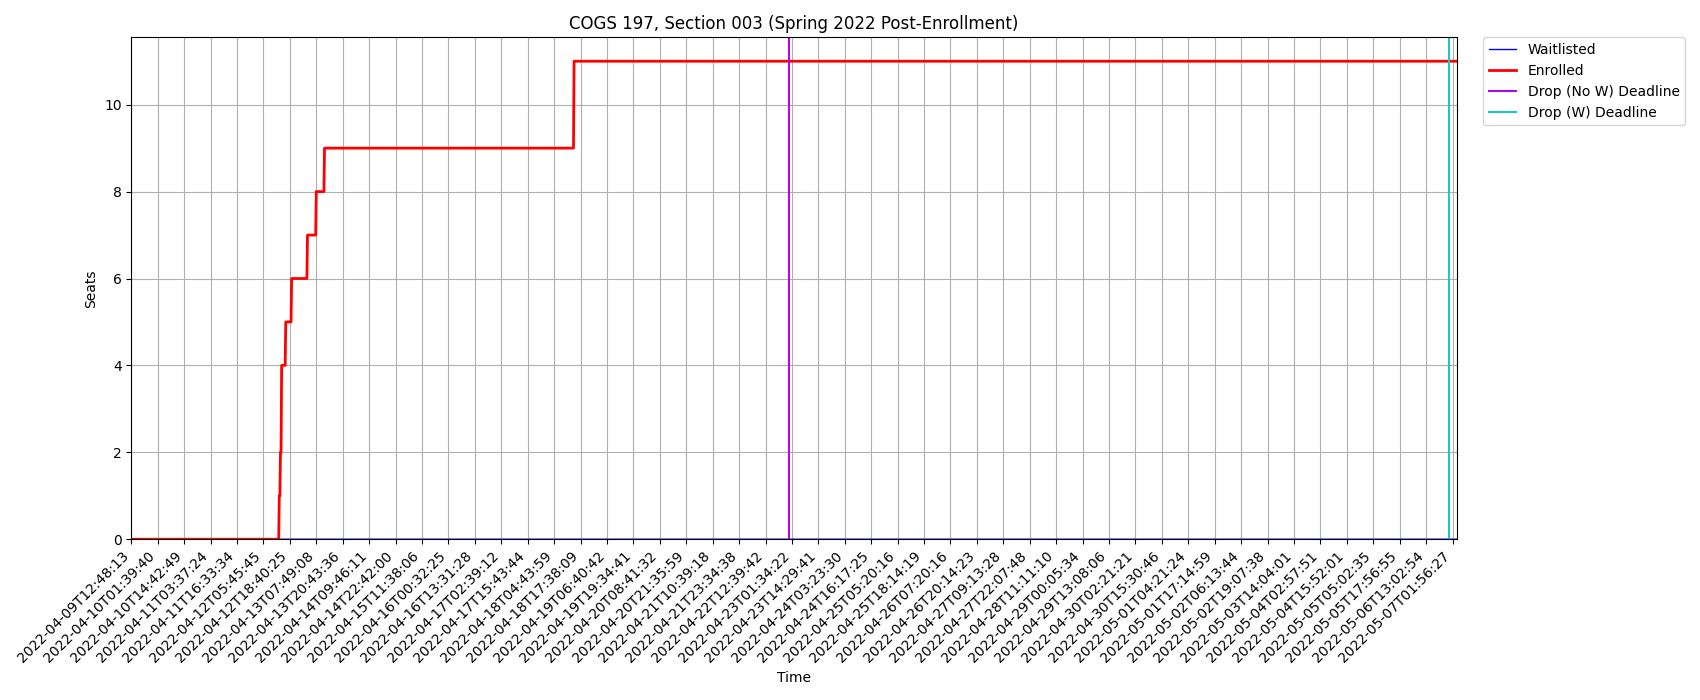 COGS 197, Section 003 (Spring 2022 Post-Enrollment)
Waitlisted
Enrolled
Drop (No W) Deadline
Drop (W) Deadline
10
8
6
4
2
0
Seats
2022-04-09T12:48:13
2022-04-10T01:39:40
2022-04-10T14:42:49
2022-04-11T03:37:24
2022-04-11T16:33:34
2022-04-12T05:45:45
2022-04-12T18:40:25
2022-04-13T07:49:08
2022-04-13T20:43:36
2022-04-14T09:46:11
2022-04-14T22:42:00
2022-04-15T11:38:06
2022-04-16T00:32:25
2022-04-16T13:31:28
2022-04-17T02:39:12
2022-04-17T15:43:44
2022-04-18T04:43:59
2022-04-18T17:38:09
2022-04-19T06:40:42
2022-04-19T19:34:41
2022-04-20T08:41:32
2022-04-20T21:35:59
2022-04-21T10:39:18
2022-04-21T23:34:38
2022-04-22T12:39:42
2022-04-23T01:34:22
2022-04-23T14:29:41
2022-04-24T03:23:30
2022-04-24T16:17:25
2022-04-25T05:20:16
2022-04-25T18:14:19
2022-04-26T07:20:16
2022-04-26T20:14:23
2022-04-27T09:13:28
2022-04-27T22:07:48
2022-04-28T11:11:10
2022-04-29T00:05:34
2022-04-29T13:08:06
2022-04-30T02:21:21
2022-04-30T15:30:46
2022-05-01T04:21:24
2022-05-01T17:14:59
2022-05-02T06:13:44
2022-05-02T19:07:38
2022-05-03T14:04:01
2022-05-04T02:57:51
2022-05-04T15:52:01
2022-05-05T05:02:35
2022-05-05T17:56:55
2022-05-06T13:02:54
2022-05-07T01:56:27
Time